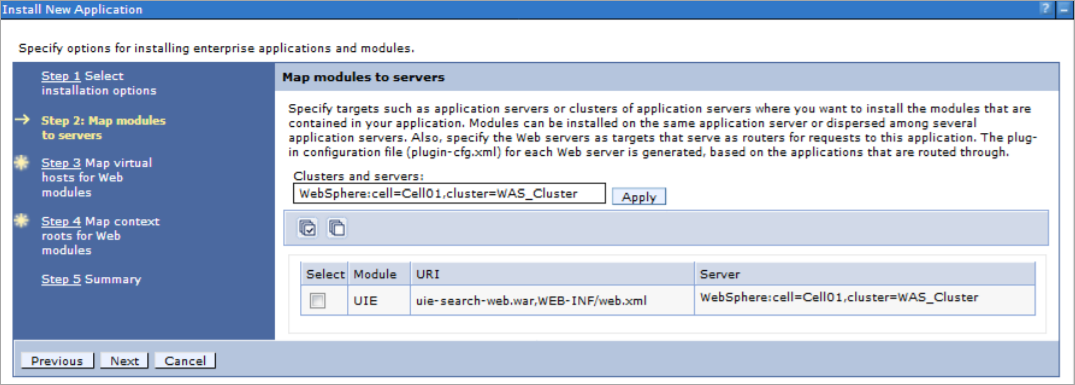 Install New Application
? –
Specify options for installing enterprise applications and modules.
Step 1 Select
installation options
Step 2: Map modules
to servers
Step 3 Map virtual
hosts for Web
modules
Step 4 Map context
roots for Web
modules
Step 5 Summary
Map modules to servers
Specify targets such as application servers or clusters of application servers where you want to install the modules that are
contained in your application. Modules can be installed on the same application server or dispersed among several
application servers. Also, specify the Web servers as targets that serve as routers for requests to this application. The plug-
in configuration file (plugin-cfg.xml) for each Web server is generated, based on the applications that are routed through.
Clusters and servers:
WebSphere:cell=Cell01,cluster=WAS_Cluster
Apply
Select Module URI Server
UIE uie-search-web.war,WEB-INF/web.xml WebSphere:cell=Cell01,cluster=WAS_Cluster
Previous Next Cancel